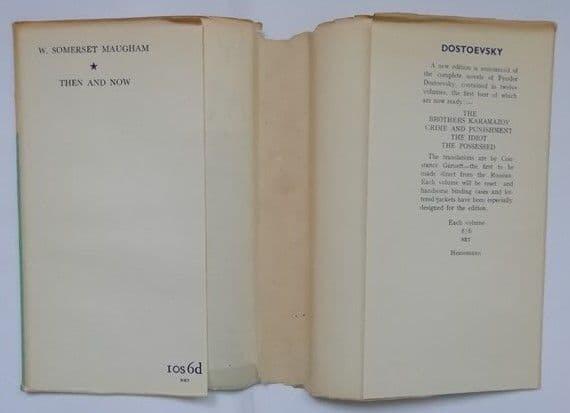 W. SOMERSET MAUGHAM
★
THEN AND NOW
10s 6d
NET
DOSTOEVSKY
A new edition is announced of
the complete novels of Fyodor
Dostoevsky, contained in twelve
volumes, the first four of which
are now ready:—
THE
BROTHERS KARAMAZOV
CRIME AND PUNISHMENT
THE IDIOT
THE POSSESSED
The translations are by Con-
stance Garnett—the first to be
made direct from the Russian.
Each volume will be reset and
handsome binding cases and let-
tered jackets have been especially
designed for the edition.
Each volume
8/6
NET
Heinemann